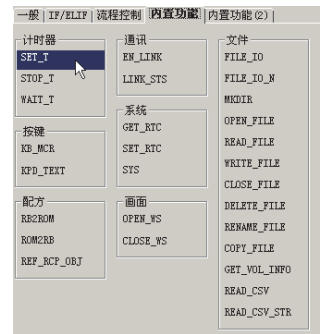 一般 IF/ELIF 流程控制 内置功能 内置功能(2)
计时器
SET_T
STOP_T
WAIT_T
按键
KB_MCR
KPD_TEXT
配方
RB2ROM
ROM2RB
REF_RCP_OBJ
通讯
EN_LINK
LINK_STS
系统
GET_RTC
SET_RTC
SYS
画面
OPEN_WS
CLOSE_WS
文件
FILE_IO
FILE_IO_N
MKDIR
OPEN_FILE
READ_FILE
WRITE_FILE
CLOSE_FILE
DELETE_FILE
RENAME_FILE
COPY_FILE
GET_VOL_INFO
READ_CSV
READ_CSV_STR